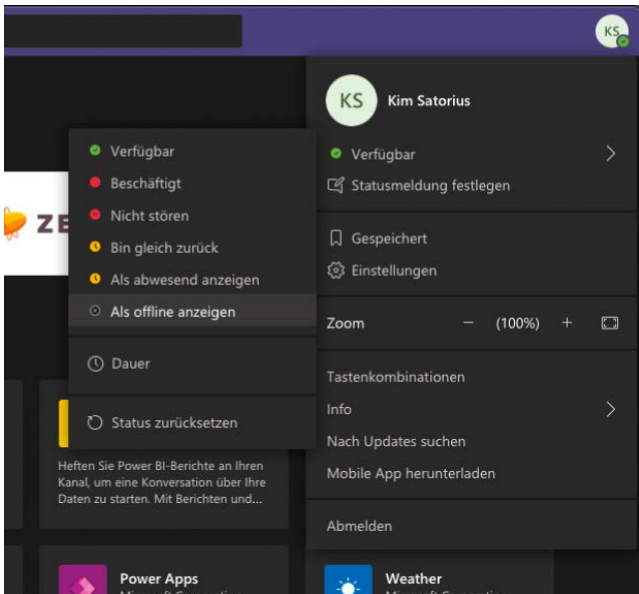 KS
KS
Kim Satorius
Verfügbar
Statusmeldung festlegen
Gespeichert
Einstellungen
Zoom — (100%) +
Tastenkombinationen
Info
Nach Updates suchen
Mobile App herunterladen
Abmelden
Verfügbar
Beschäftigt
Nicht stören
Bin gleich zurück
Als abwesend anzeigen
Als offline anzeigen
Dauer
Status zurücksetzen
ZE
Heften Sie Power BI-Berichte an Ihren
Kanal, um eine Konversation über Ihre
Daten zu starten. Mit Berichten und...
Power Apps
Weather